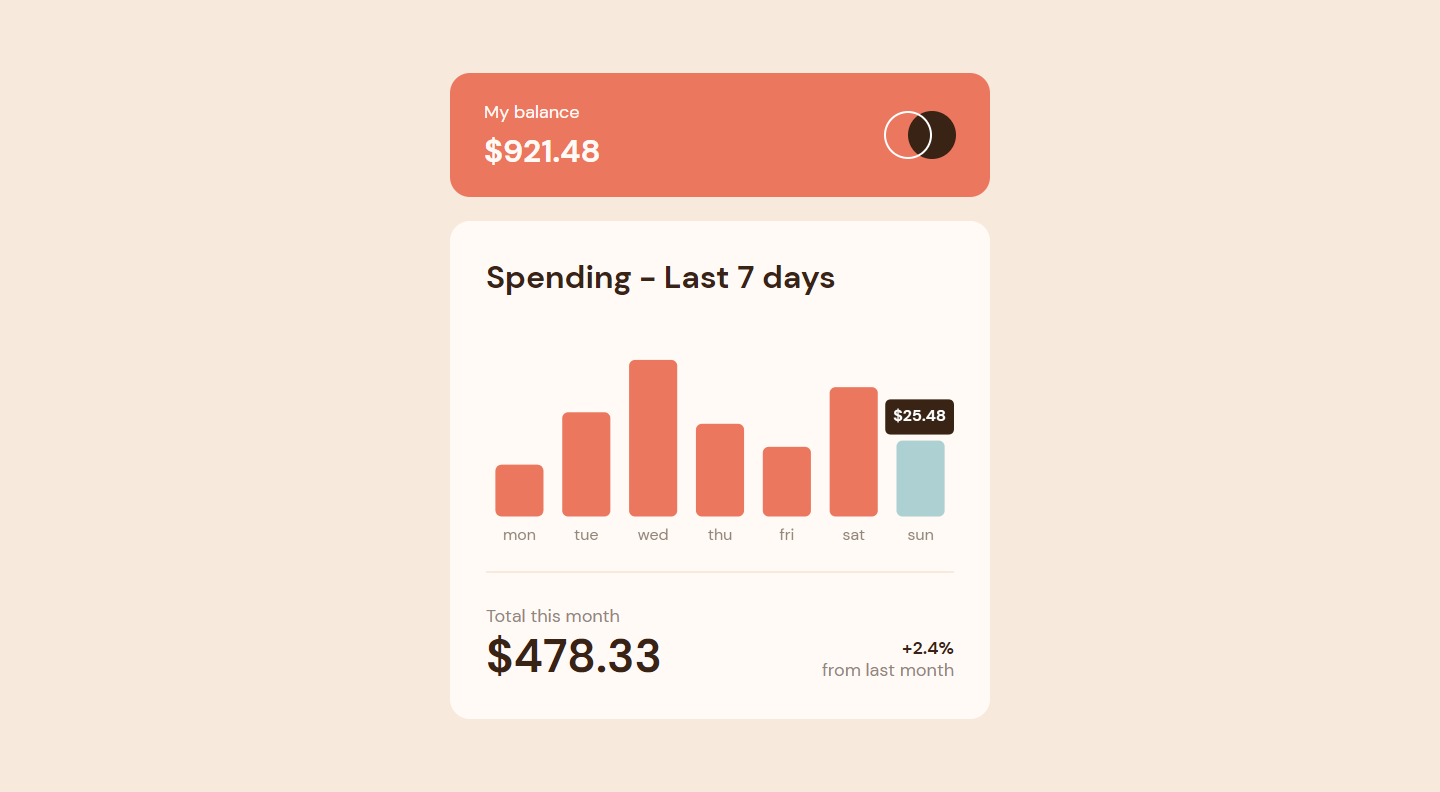 My balance
$921.48
Spending - Last 7 days
$25.48
mon tue wed thu fri sat sun
Total this month
$478.33
+2.4%
from last month